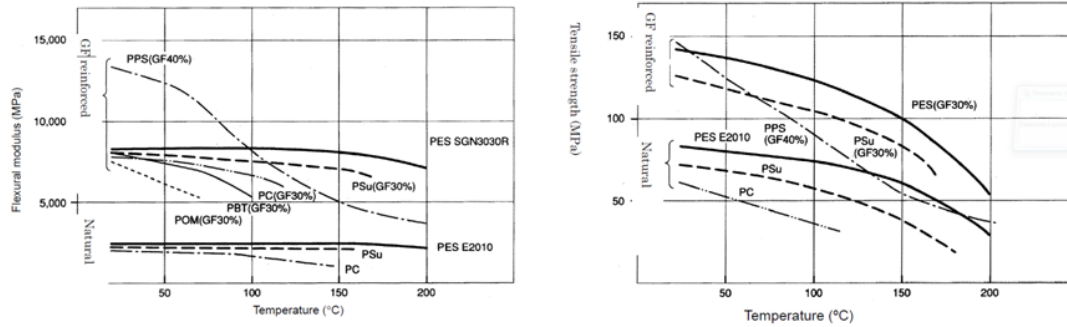 15,000
10,000
5,000
Flexural modulus (MPa)
GF reinforced
Natural
PPS(GF40%)
PES SGN3030R
PSu(GF30%)
PC(GF30%)
PBT(GF30%)
POM(GF30%)
PES E2010
PSu
PC
50
100
150
200
Temperature (°C)
150
100
50
Tensile strength (MPa)
GF reinforced
Natural
PES(GF30%)
PES E2010
PPS
(GF40%)
PSu
(GF30%)
PSu
PC
50
100
150
200
Temperature (ºC)